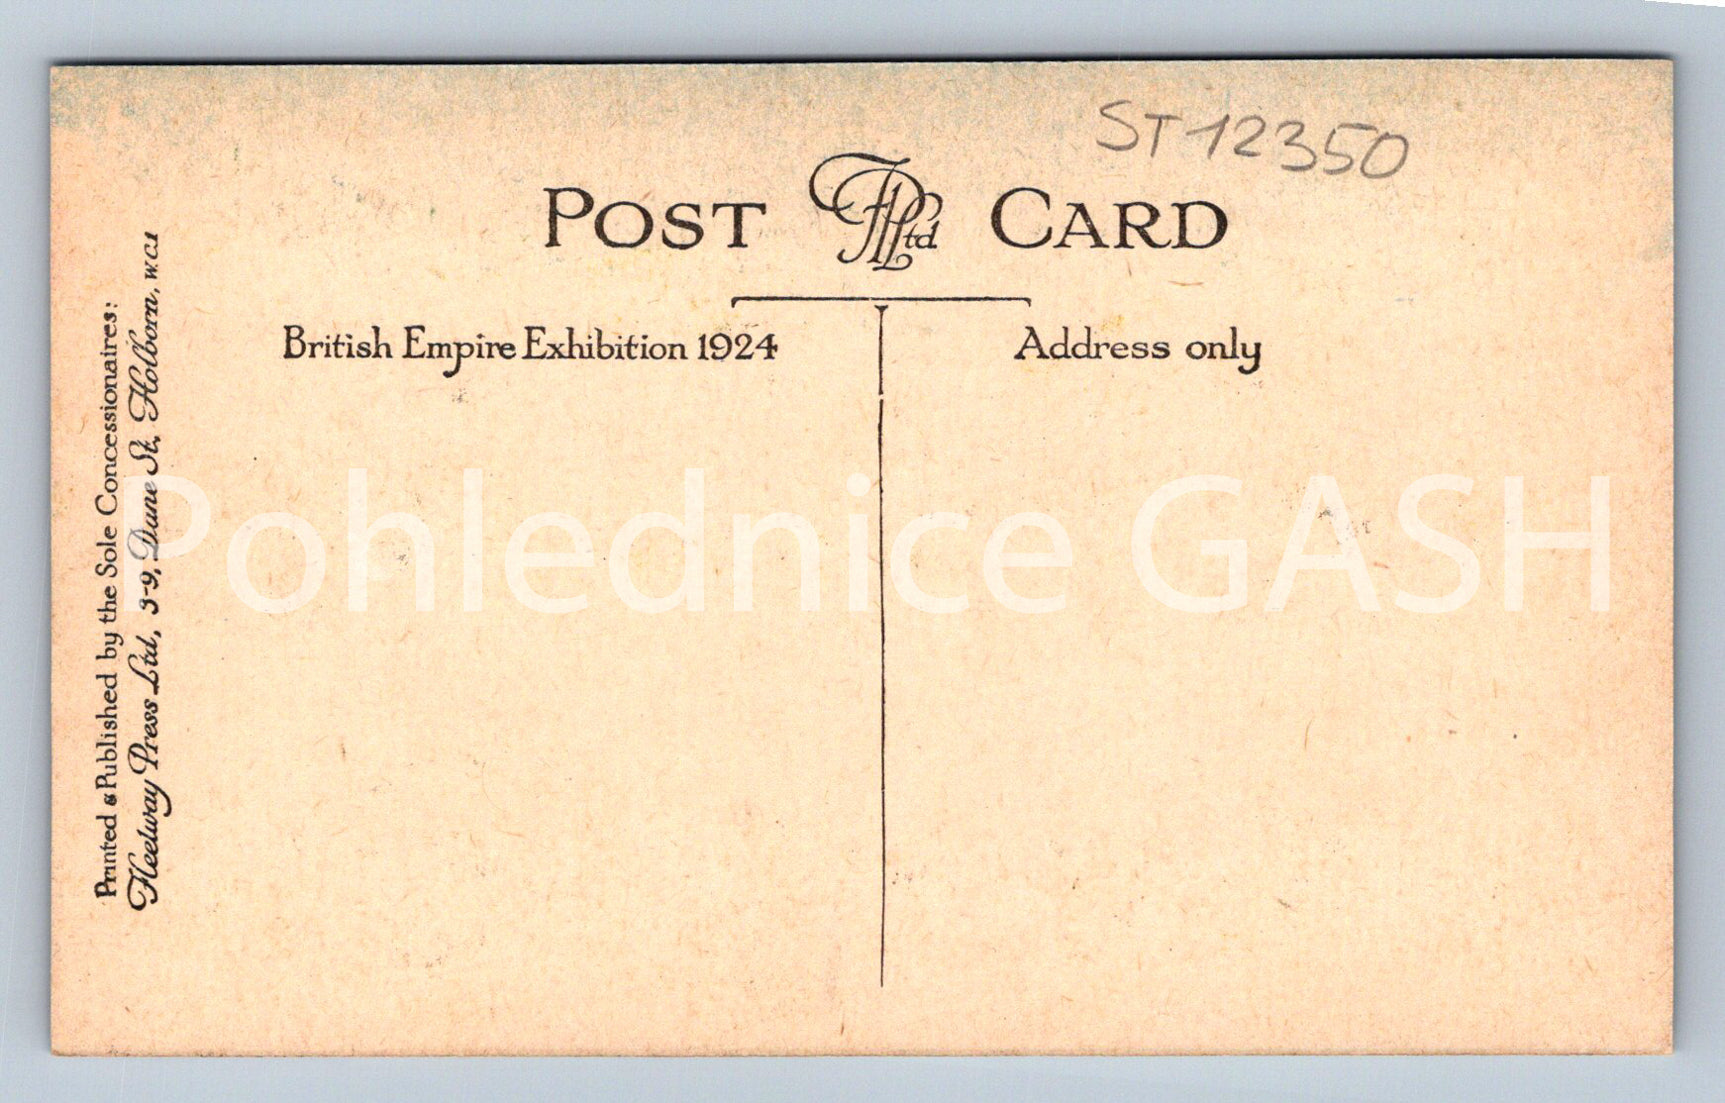 ST12350
POST FPLtd CARD
British Empire Exhibition 1924
Address only
Printed & Published by the Sole Concessionaires:
Fleetway Press Ltd, 3-9, Dane St. Holborn, W.C.1
Pohlednice GASH